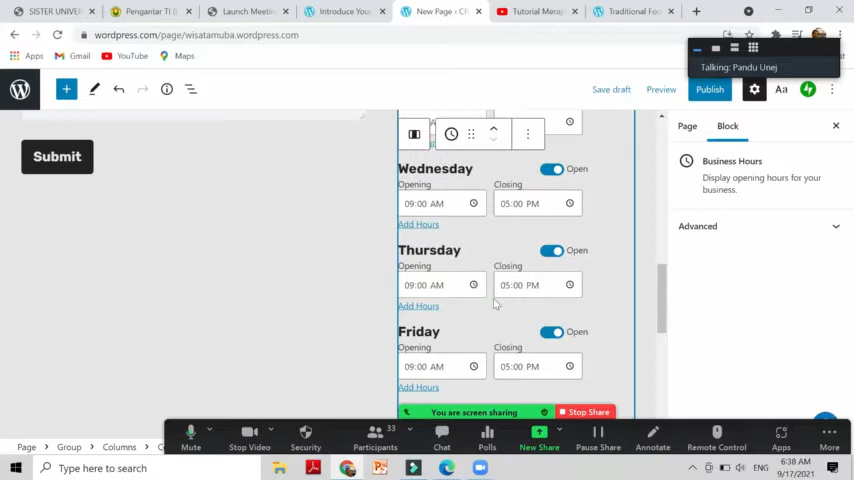 SISTER UNIVER
Pengantar TI (
Launch Meetin
Introduce You
New Page ‹ CR
Tutorial Merap
Traditional Foo
wordpress.com/page/wisatamuba.wordpress.com
Apps
Gmail
YouTube
Maps
Talking: Pandu Unej
Save draft
Preview
Publish
Aa
Submit
Wednesday
Open
Opening
Closing
09:00 AM
05:00 PM
Add Hours
Thursday
Open
Opening
Closing
09:00 AM
05:00 PM
Add Hours
Friday
Open
Opening
Closing
09:00 AM
05:00 PM
Add Hours
Page
Block
Business Hours
Display opening hours for your
business.
Advanced
You are screen sharing
Stop Share
Mute
Stop Video
Security
33
Participants
Chat
Polls
New Share
Pause Share
Annotate
Remote Control
Apps
More
Page
Group
Columns
Type here to search
ENG
6:38 AM
9/17/2021